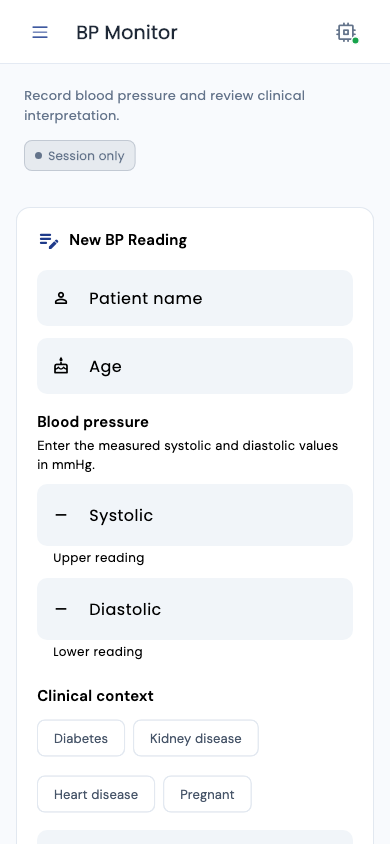 BP Monitor
Record blood pressure and review clinical
interpretation.
Session only
New BP Reading
Patient name
Age
Blood pressure
Enter the measured systolic and diastolic values
in mmHg.
Systolic
Upper reading
Diastolic
Lower reading
Clinical context
Diabetes
Kidney disease
Heart disease
Pregnant